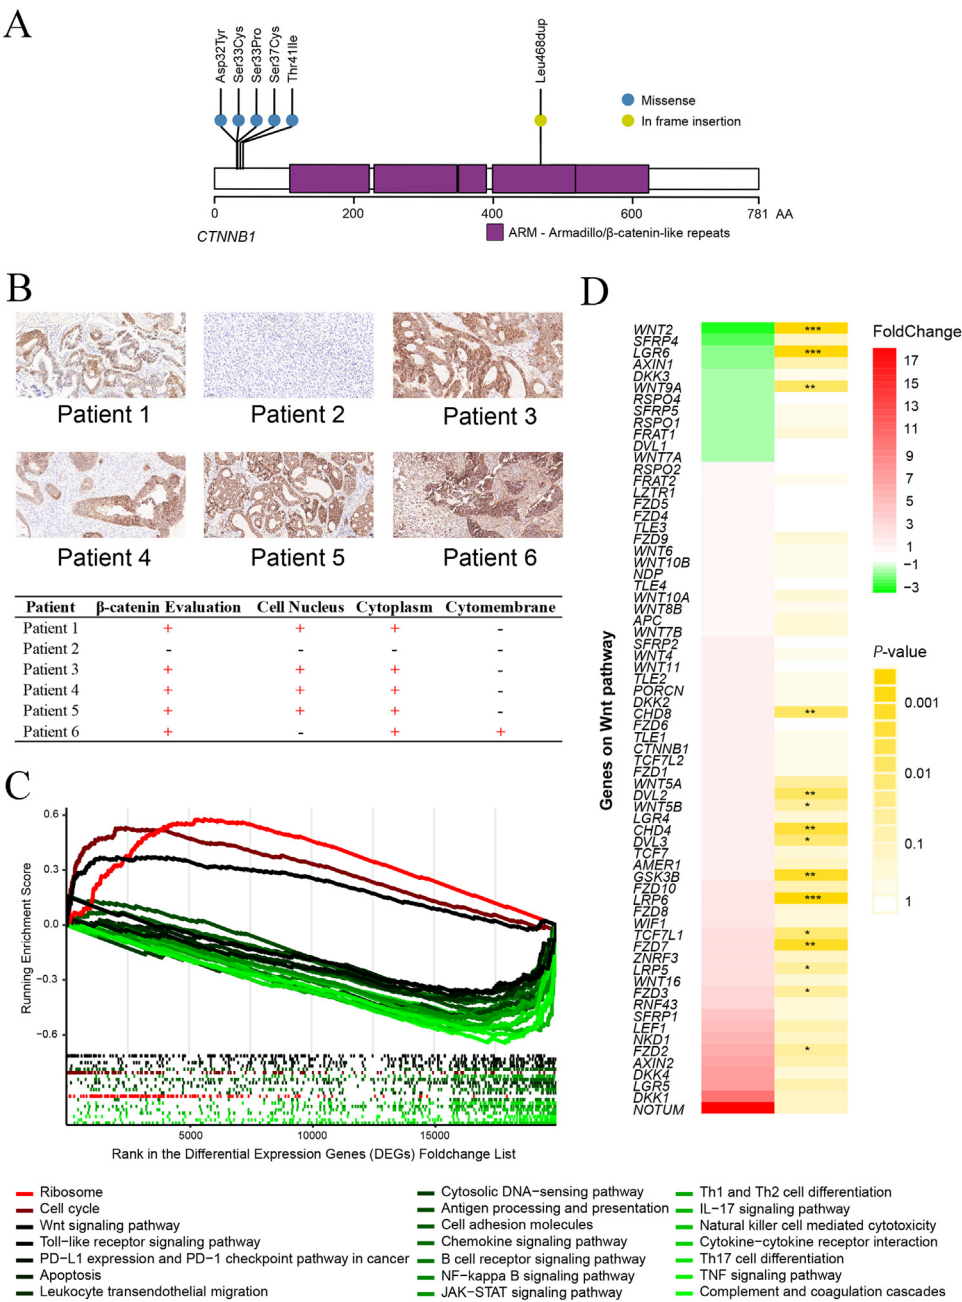 A
Asp32Tyr
Ser33Cys
Ser33Pro
Ser37Cys
Thr41Ile
Leu468dup
Missense
In frame insertion
0 200 400 600 781 AA
CTNNB1
ARM - Armadillo/β-catenin-like repeats
B
Patient 1 Patient 2 Patient 3
Patient 4 Patient 5 Patient 6
Patient β-catenin Evaluation Cell Nucleus Cytoplasm Cytomembrane
Patient 1 + + + -
Patient 2 - - - -
Patient 3 + + + -
Patient 4 + + + -
Patient 5 + + + -
Patient 6 + - + +
C
Running Enrichment Score
0.6
0.3
0.0
−0.3
−0.6
5000 10000 15000
Rank in the Differential Expression Genes (DEGs) Foldchange List
Ribosome
Cell cycle
Wnt signaling pathway
Toll−like receptor signaling pathway
PD−L1 expression and PD−1 checkpoint pathway in cancer
Apoptosis
Leukocyte transendothelial migration
Cytosolic DNA−sensing pathway
Antigen processing and presentation
Cell adhesion molecules
Chemokine signaling pathway
B cell receptor signaling pathway
NF−kappa B signaling pathway
JAK−STAT signaling pathway
Th1 and Th2 cell differentiation
IL−17 signaling pathway
Natural killer cell mediated cytotoxicity
Cytokine−cytokine receptor interaction
Th17 cell differentiation
TNF signaling pathway
Complement and coagulation cascades
D
Genes on Wnt pathway
WNT2 ***
SFRP4
LGR6 ***
AXIN1
DKK3
WNT9A **
RSPO4
SFRP5
RSPO1
FRAT1
DVL1
WNT7A
RSPO2
FRAT2
LZTR1
FZD5
FZD4
TLE3
FZD9
WNT6
WNT10B
NDP
TLE4
WNT10A
WNT8B
APC
WNT7B
SFRP2
WNT4
WNT11
TLE2
PORCN
DKK2
CHD8 **
FZD6
TLE1
CTNNB1
TCF7L2
FZD1
WNT5A
DVL2 **
WNT5B *
LGR4
CHD4 **
DVL3 *
TCF7
AMER1
GSK3B **
FZD10
LRP6 ***
FZD8
WIF1
TCF7L1 *
FZD7 **
ZNRF3
LRP5 *
WNT16
FZD3 *
RNF43
SFRP1
LEF1
NKD1
FZD2 *
AXIN2
DKK4
LGR5
DKK1
NOTUM
FoldChange
17
15
13
11
9
7
5
3
1
−1
−3
P-value
0.001
0.01
0.1
1